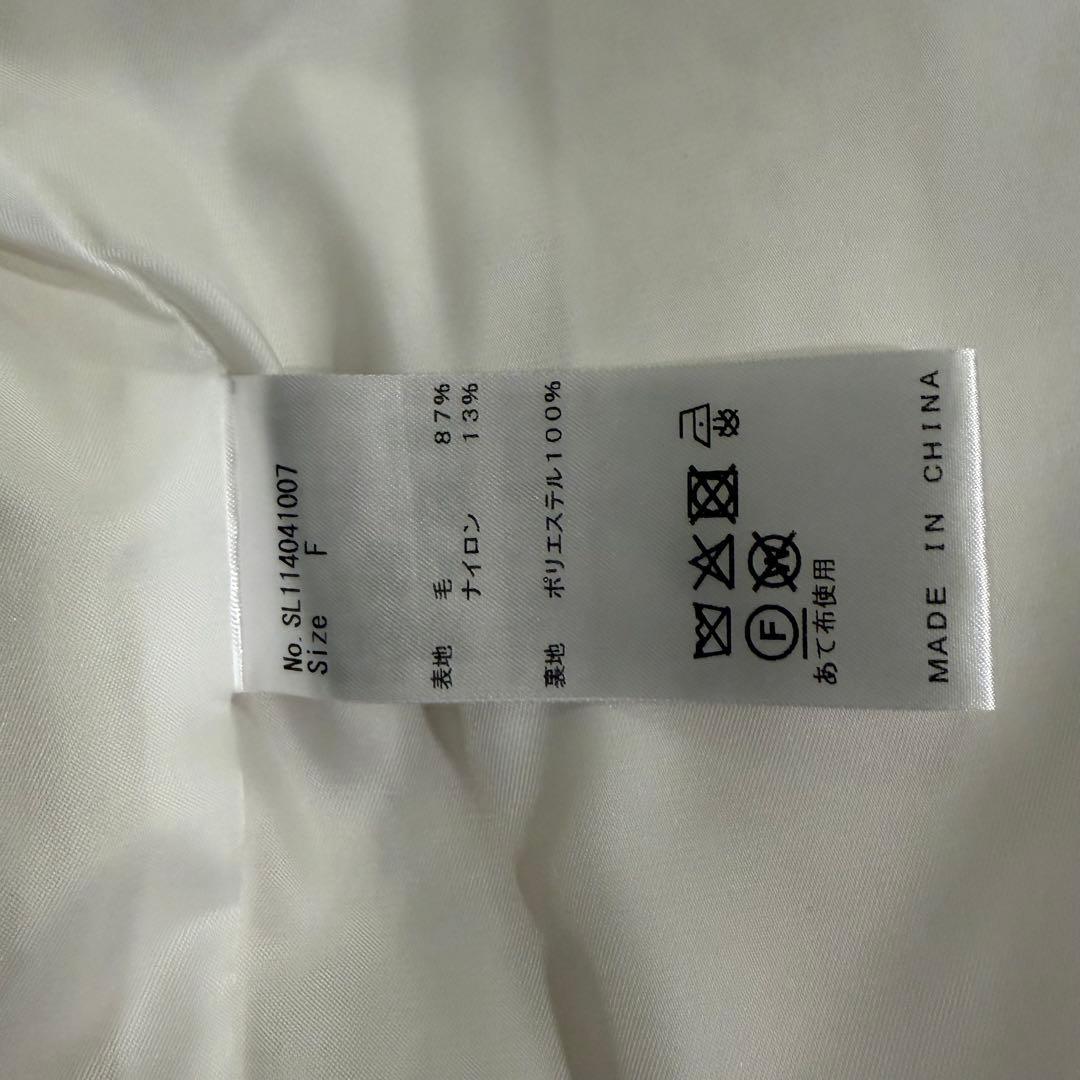 No. SL114041007
Size F
表地 毛 87%
ナイロン 13%
裏地 ポリエステル100%
F W
あて布使用
MADE IN CHINA